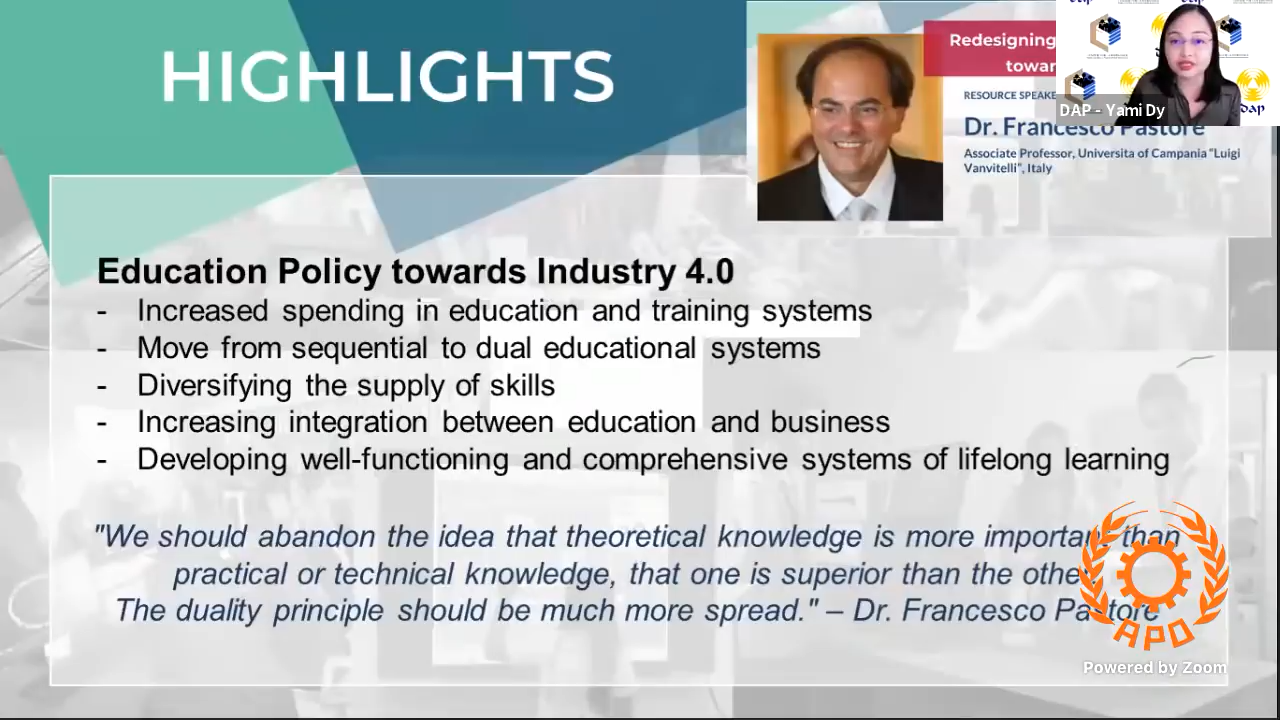 HIGHLIGHTS
Redesigning
towar
RESOURCE SPEAKE
Dr. Francesco Pastore
Associate Professor, Universita of Campania "Luigi
Vanvitelli", Italy
DAP - Yami Dy
dap
Education Policy towards Industry 4.0
- Increased spending in education and training systems
- Move from sequential to dual educational systems
- Diversifying the supply of skills
- Increasing integration between education and business
- Developing well-functioning and comprehensive systems of lifelong learning
"We should abandon the idea that theoretical knowledge is more important than
practical or technical knowledge, that one is superior than the other.
The duality principle should be much more spread." – Dr. Francesco Pastore
APO
Powered by Zoom